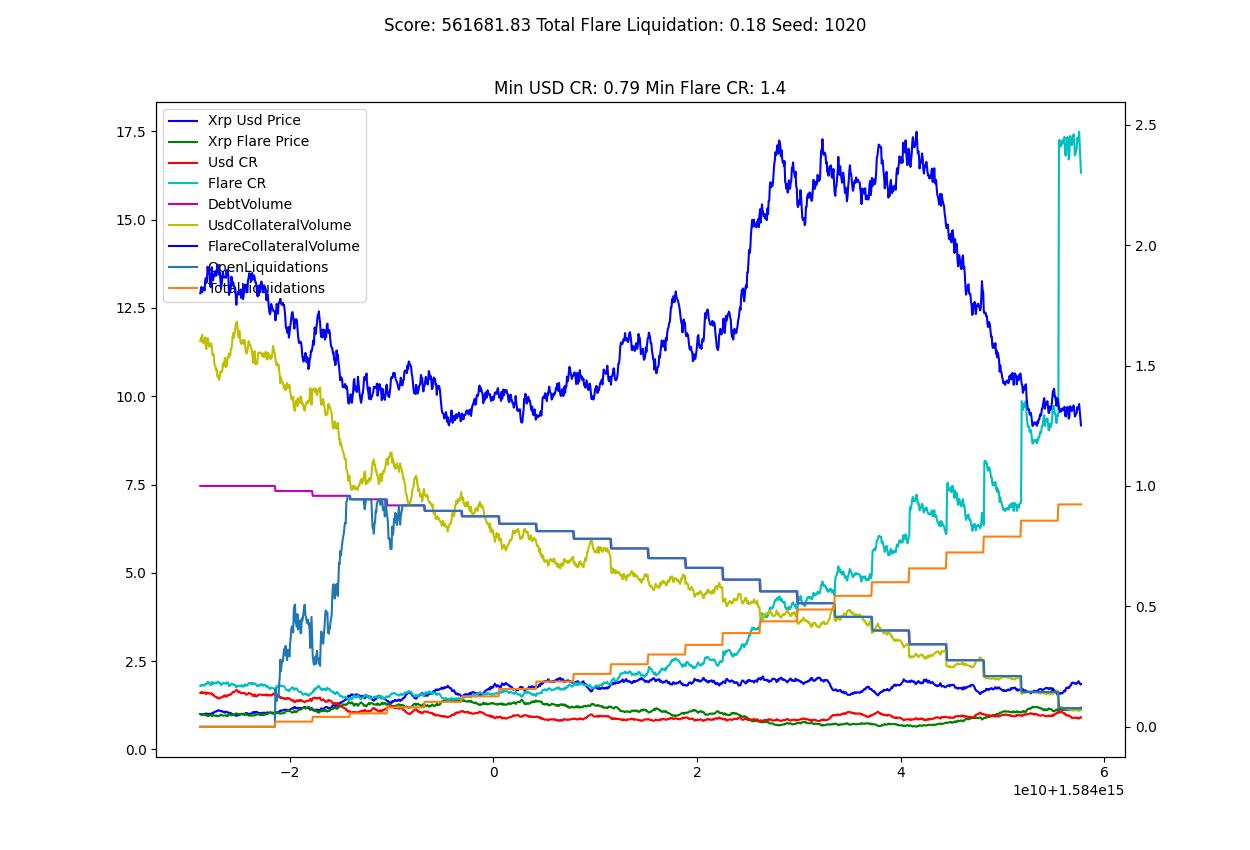 Score: 561681.83 Total Flare Liquidation: 0.18 Seed: 1020
Min USD CR: 0.79 Min Flare CR: 1.4
Xrp Usd Price
Xrp Flare Price
Usd CR
Flare CR
DebtVolume
UsdCollateralVolume
FlareCollateralVolume
OpenLiquidations
TotalLiquidations
17.5
15.0
12.5
10.0
7.5
5.0
2.5
0.0
2.5
2.0
1.5
1.0
0.5
0.0
−2 0 2 4 6
1e10+1.584e15